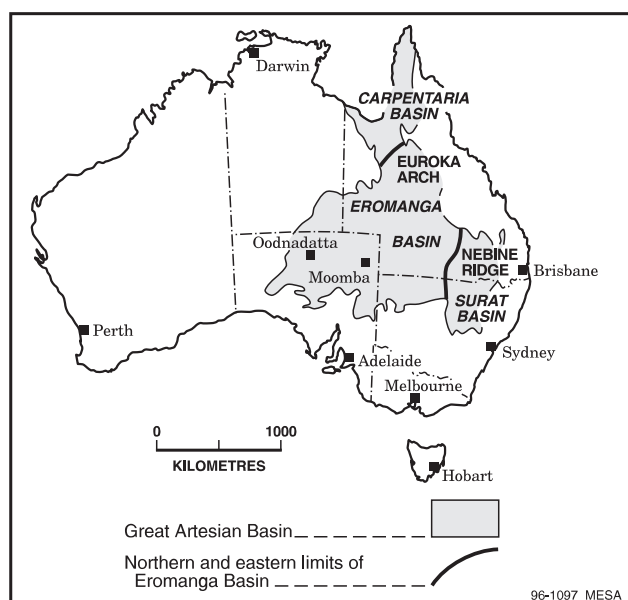 Darwin
CARPENTARIA
BASIN
EUROKA
ARCH
EROMANGA
BASIN
Oodnadatta
Moomba
NEBINE
RIDGE
Brisbane
SURAT
BASIN
Perth
Adelaide
Sydney
Melbourne
0 1000
KILOMETRES
Hobart
Great Artesian Basin
Northern and eastern limits of
Eromanga Basin
96-1097 MESA